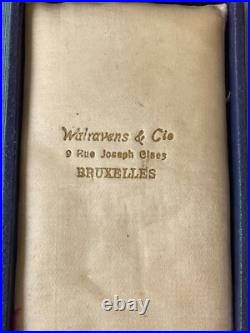 Walravens & Cie
9 Rue Joseph Claes
BRUXELLES